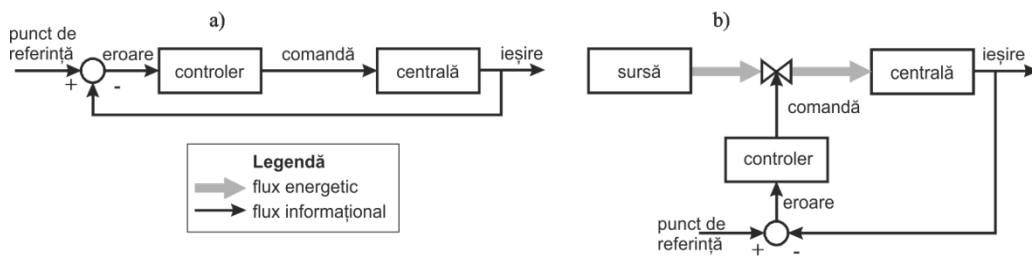 a)
punct de
referință
+
-
eroare
controler
comandă
centrală
ieșire
Legendă
flux energetic
flux informațional
b)
sursă
centrală
ieșire
comandă
controler
eroare
punct de
referință
+
-